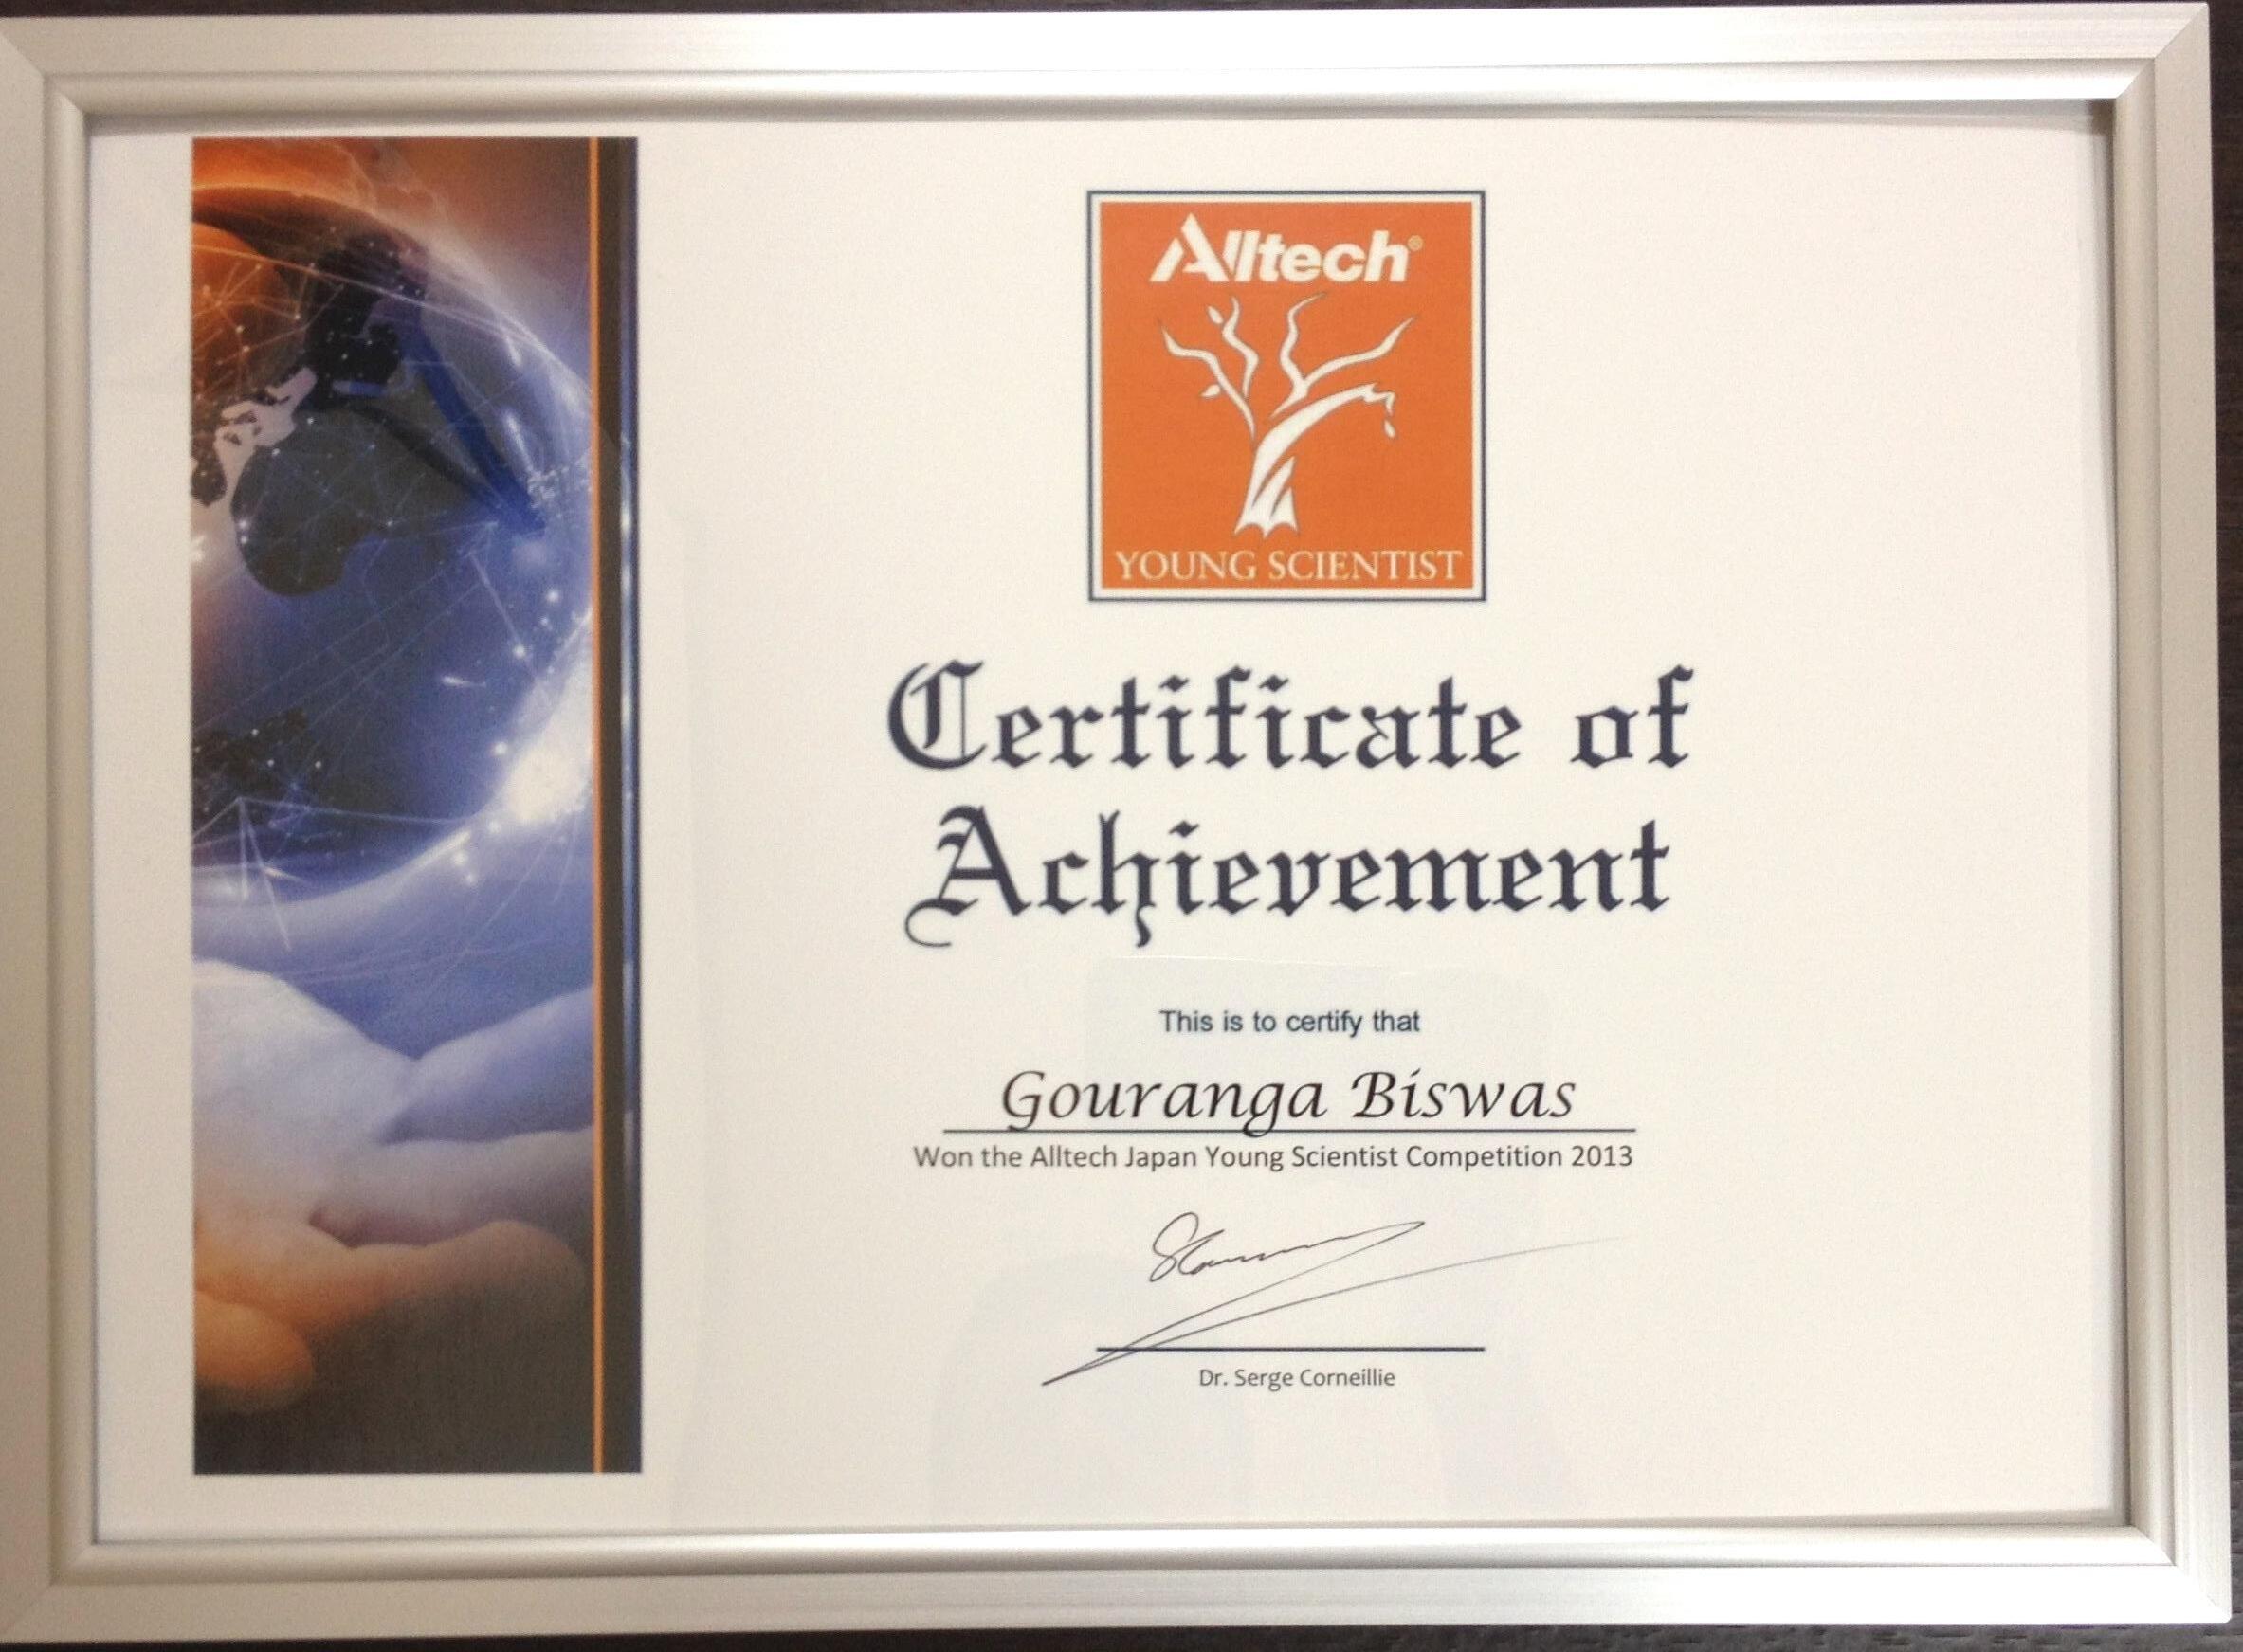 Alltech®
YOUNG SCIENTIST
Certificate of
Achievement
This is to certify that
Gouranga Biswas
Won the Alltech Japan Young Scientist Competition 2013
Dr. Serge Corneillie